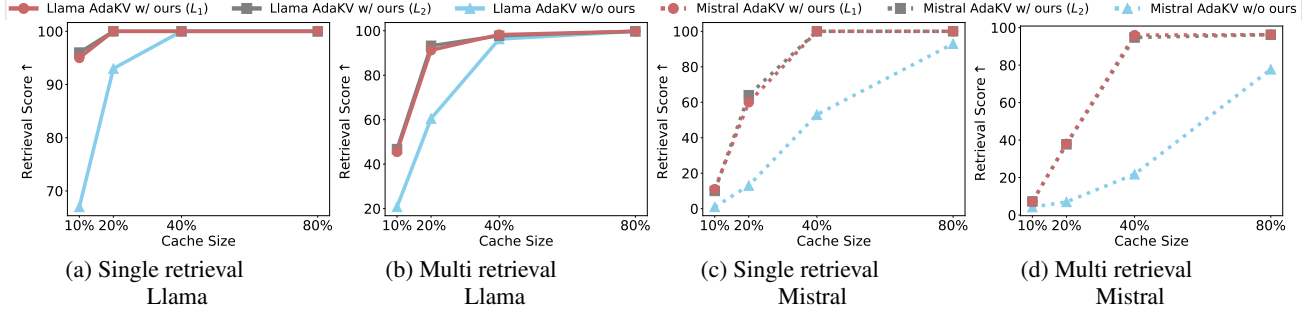 Llama AdaKV w/ ours (L₁) Llama AdaKV w/ ours (L₂) Llama AdaKV w/o ours Mistral AdaKV w/ ours (L₁) Mistral AdaKV w/ ours (L₂) Mistral AdaKV w/o ours
Retrieval Score ↑
100
90
80
70
10% 20% 40% 80%
Cache Size
(a) Single retrieval
Llama
Retrieval Score ↑
100
80
60
40
20
10% 20% 40% 80%
Cache Size
(b) Multi retrieval
Llama
Retrieval Score ↑
100
80
60
40
20
0
10% 20% 40% 80%
Cache Size
(c) Single retrieval
Mistral
Retrieval Score ↑
100
80
60
40
20
0
10% 20% 40% 80%
Cache Size
(d) Multi retrieval
Mistral